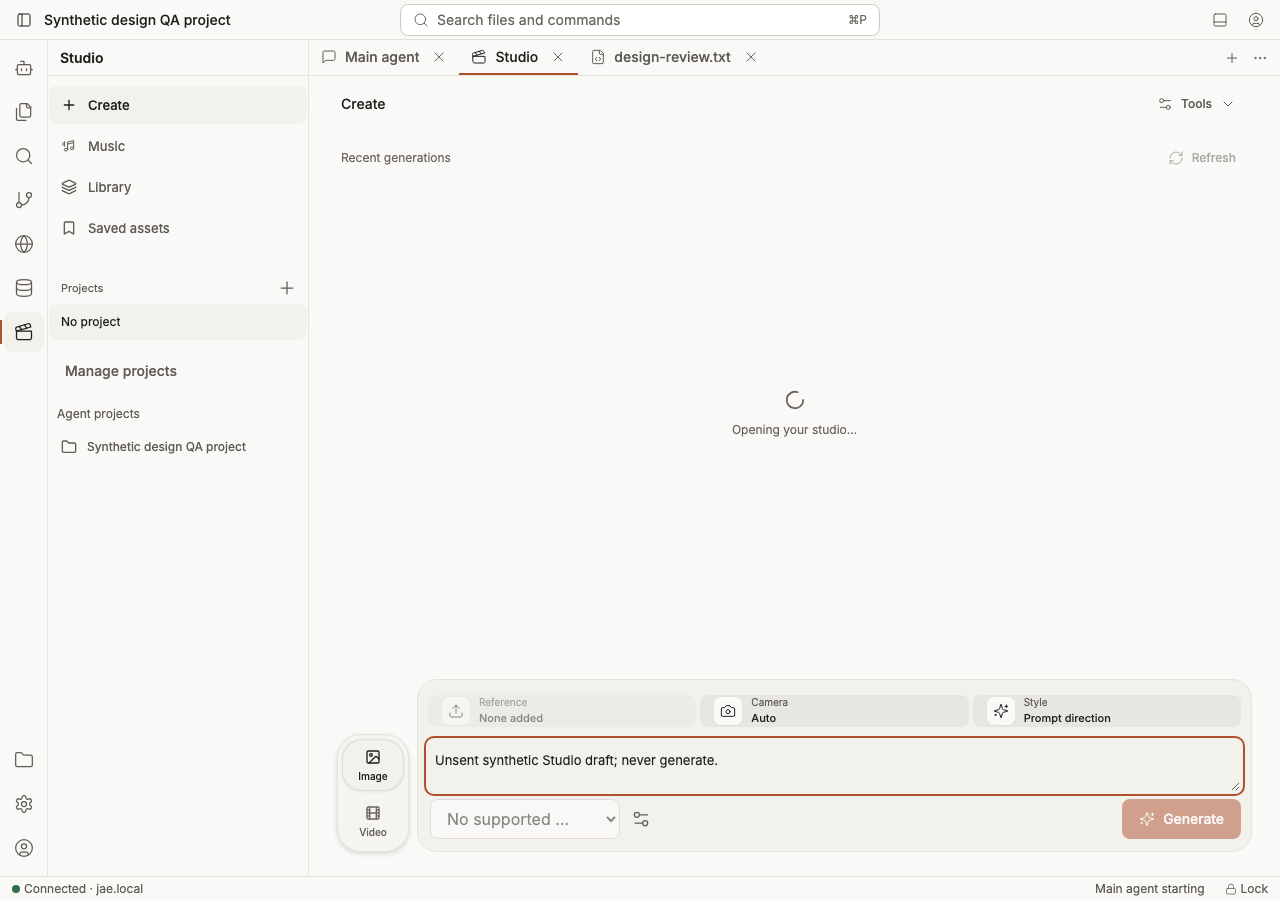 Synthetic design QA project
Search files and commands
⌘P
Studio
Main agent
Studio
design-review.txt
Create
Music
Library
Saved assets
Projects
No project
Manage projects
Agent projects
Synthetic design QA project
Create
Tools
Recent generations
Refresh
Opening your studio...
Reference
None added
Camera
Auto
Style
Prompt direction
Image
Video
Unsent synthetic Studio draft; never generate.
No supported ...
Generate
Connected · jae.local
Main agent starting
Lock